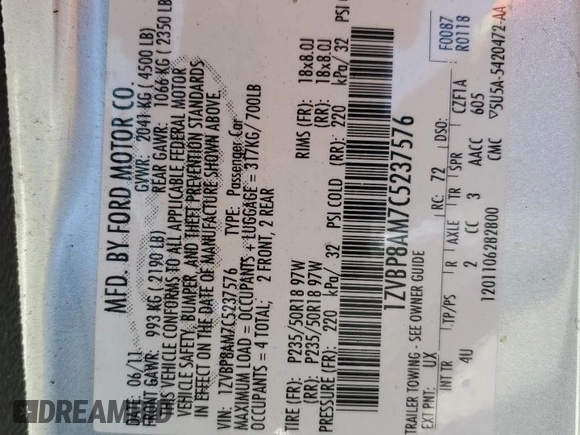 MFD. BY FORD MOTOR CO.
DATE: 06/11 GVWR: 2041 KG (4500 LB)
FRONT GAWR: 993 KG (2190 LB) REAR GAWR: 1066 KG (2350 LB)
THIS VEHICLE CONFORMS TO ALL APPLICABLE FEDERAL MOTOR
VEHICLE SAFETY, BUMPER, AND THEFT PREVENTION STANDARDS
IN EFFECT ON THE DATE OF MANUFACTURE SHOWN ABOVE.
VIN: 1ZVBP8AM7C5237576 TYPE: Passenger Car
MAXIMUM LOAD = OCCUPANTS + LUGGAGE = 317KG/ 700LB
OCCUPANTS = 4 TOTAL; 2 FRONT, 2 REAR
TIRE (FR): P235/50R18 97W RIMS (FR): 18x8.0J
P235/50R18 97W (RR): 18x8.0J
PRESSURE (FR): 220 kPa/ 32 PSI COLD (RR): 220 kPa/ 32 PSI
1ZVBP8AM7C5237576
TRAILER TOWING - SEE OWNER GUIDE
EXT PNT: UX RC: 72 DSO: F0087
R0118
INT TR TP/PS R AXLE TR SPR CZF1A
4U 2 CC 3 AACC 605
1201106282800 CMC ▽5U5A-5420472-AA
DREAMBID